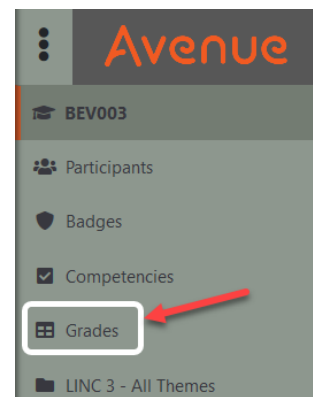 Avenue
BEV003
Participants
Badges
Competencies
Grades
LINC 3 - All Themes